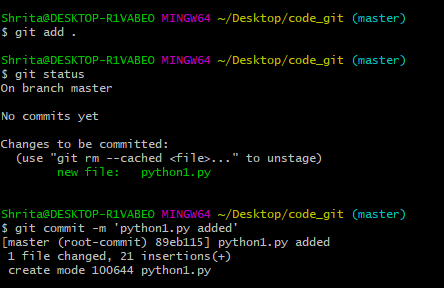 Shrita@DESKTOP-R1VABEO MINGW64 ~/Desktop/code_git (master)
$ git add .
Shrita@DESKTOP-R1VABEO MINGW64 ~/Desktop/code_git (master)
$ git status
On branch master
No commits yet
Changes to be committed:
  (use "git rm --cached <file>..." to unstage)
        new file:   python1.py
Shrita@DESKTOP-R1VABEO MINGW64 ~/Desktop/code_git (master)
$ git commit -m 'python1.py added'
[master (root-commit) 89eb115] python1.py added
 1 file changed, 21 insertions(+)
 create mode 100644 python1.py